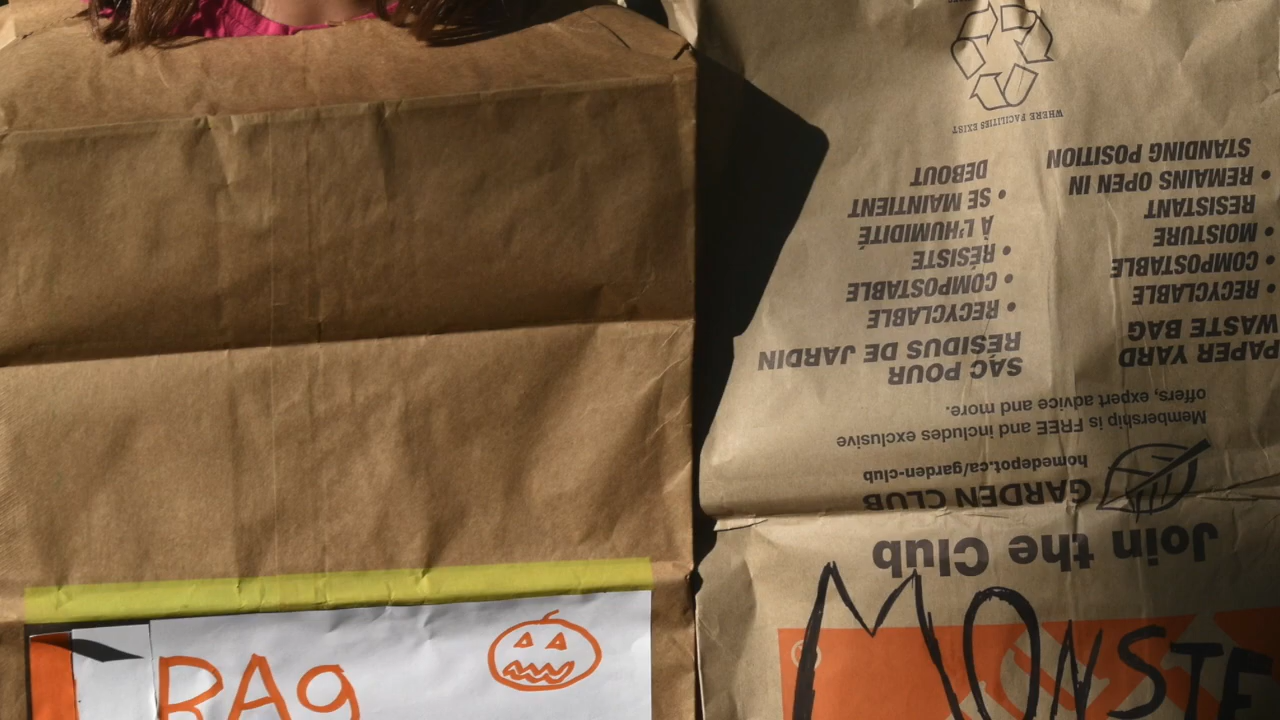 WHERE FACILITIES EXIST
Join the Club
GARDEN CLUB
homedepot.ca/garden-club
Membership is FREE and includes exclusive
offers, expert advice and more.
PAPER YARD
WASTE BAG
• RECYCLABLE
• COMPOSTABLE
• MOISTURE
RESISTANT
• REMAINS OPEN IN
STANDING POSITION
SAC POUR
RÉSIDUS DE JARDIN
• RECYCLABLE
• COMPOSTABLE
• RÉSISTE
À L'HUMIDITÉ
• SE MAINTIENT
DEBOUT
BAg
MONSTE